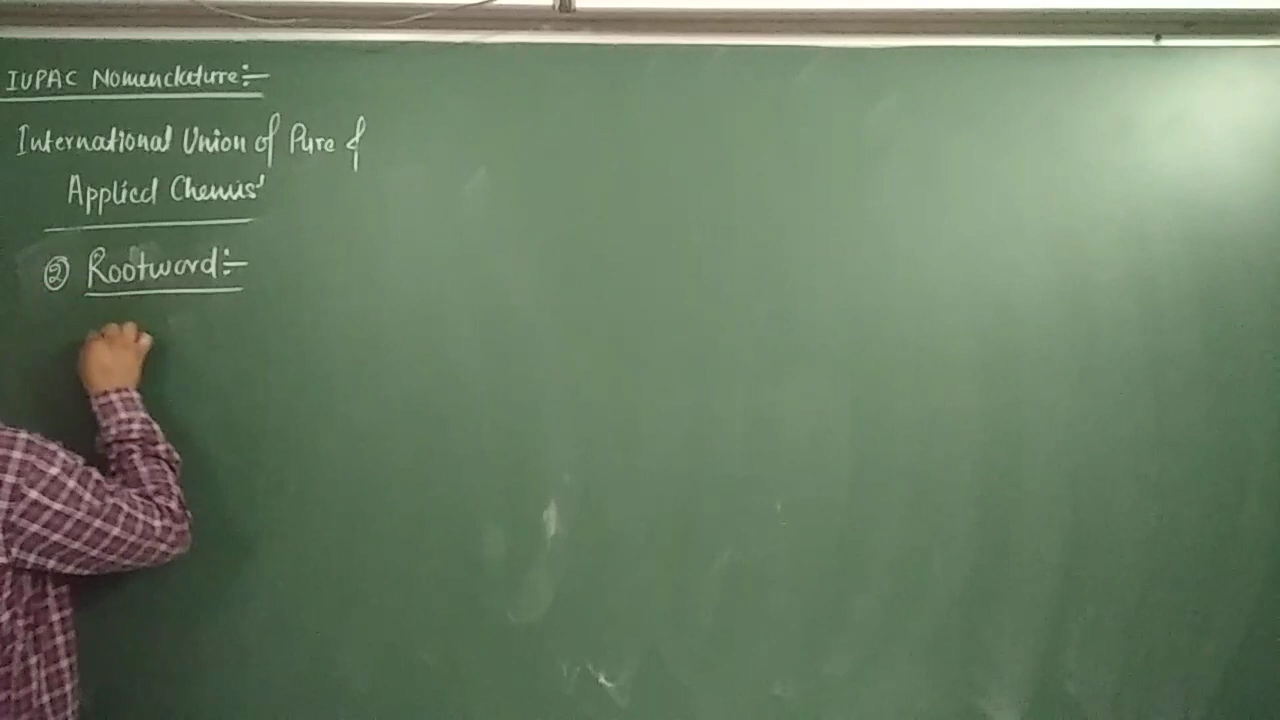 IUPAC Nomenclature:-
International Union of Pure &
Applied Chemis'
② Rootword:-